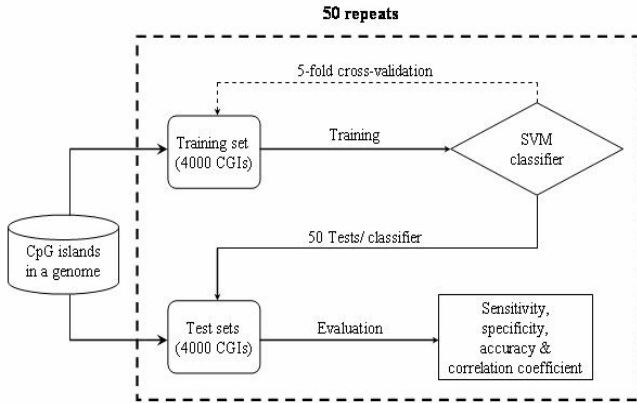 50 repeats
5-fold cross-validation
Training set
(4000 CGIs)
Training
SVM
classifier
CpG islands
in a genome
50 Tests/ classifier
Test sets
(4000 CGIs)
Evaluation
Sensitivity,
specificity,
accuracy &
correlation coefficient